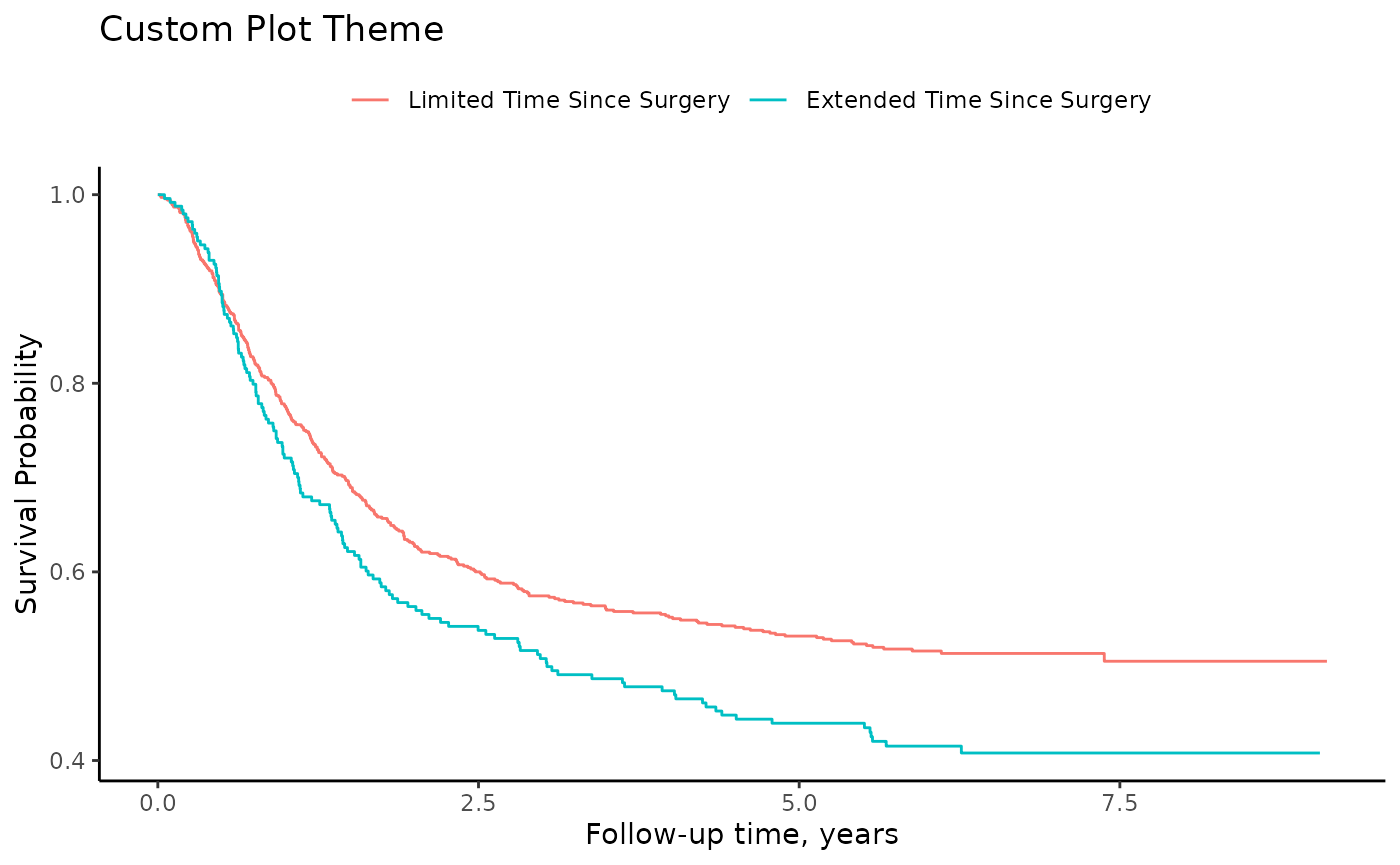 Custom Plot Theme
Limited Time Since Surgery Extended Time Since Surgery
Survival Probability
1.0
0.8
0.6
0.4
0.0 2.5 5.0 7.5
Follow-up time, years